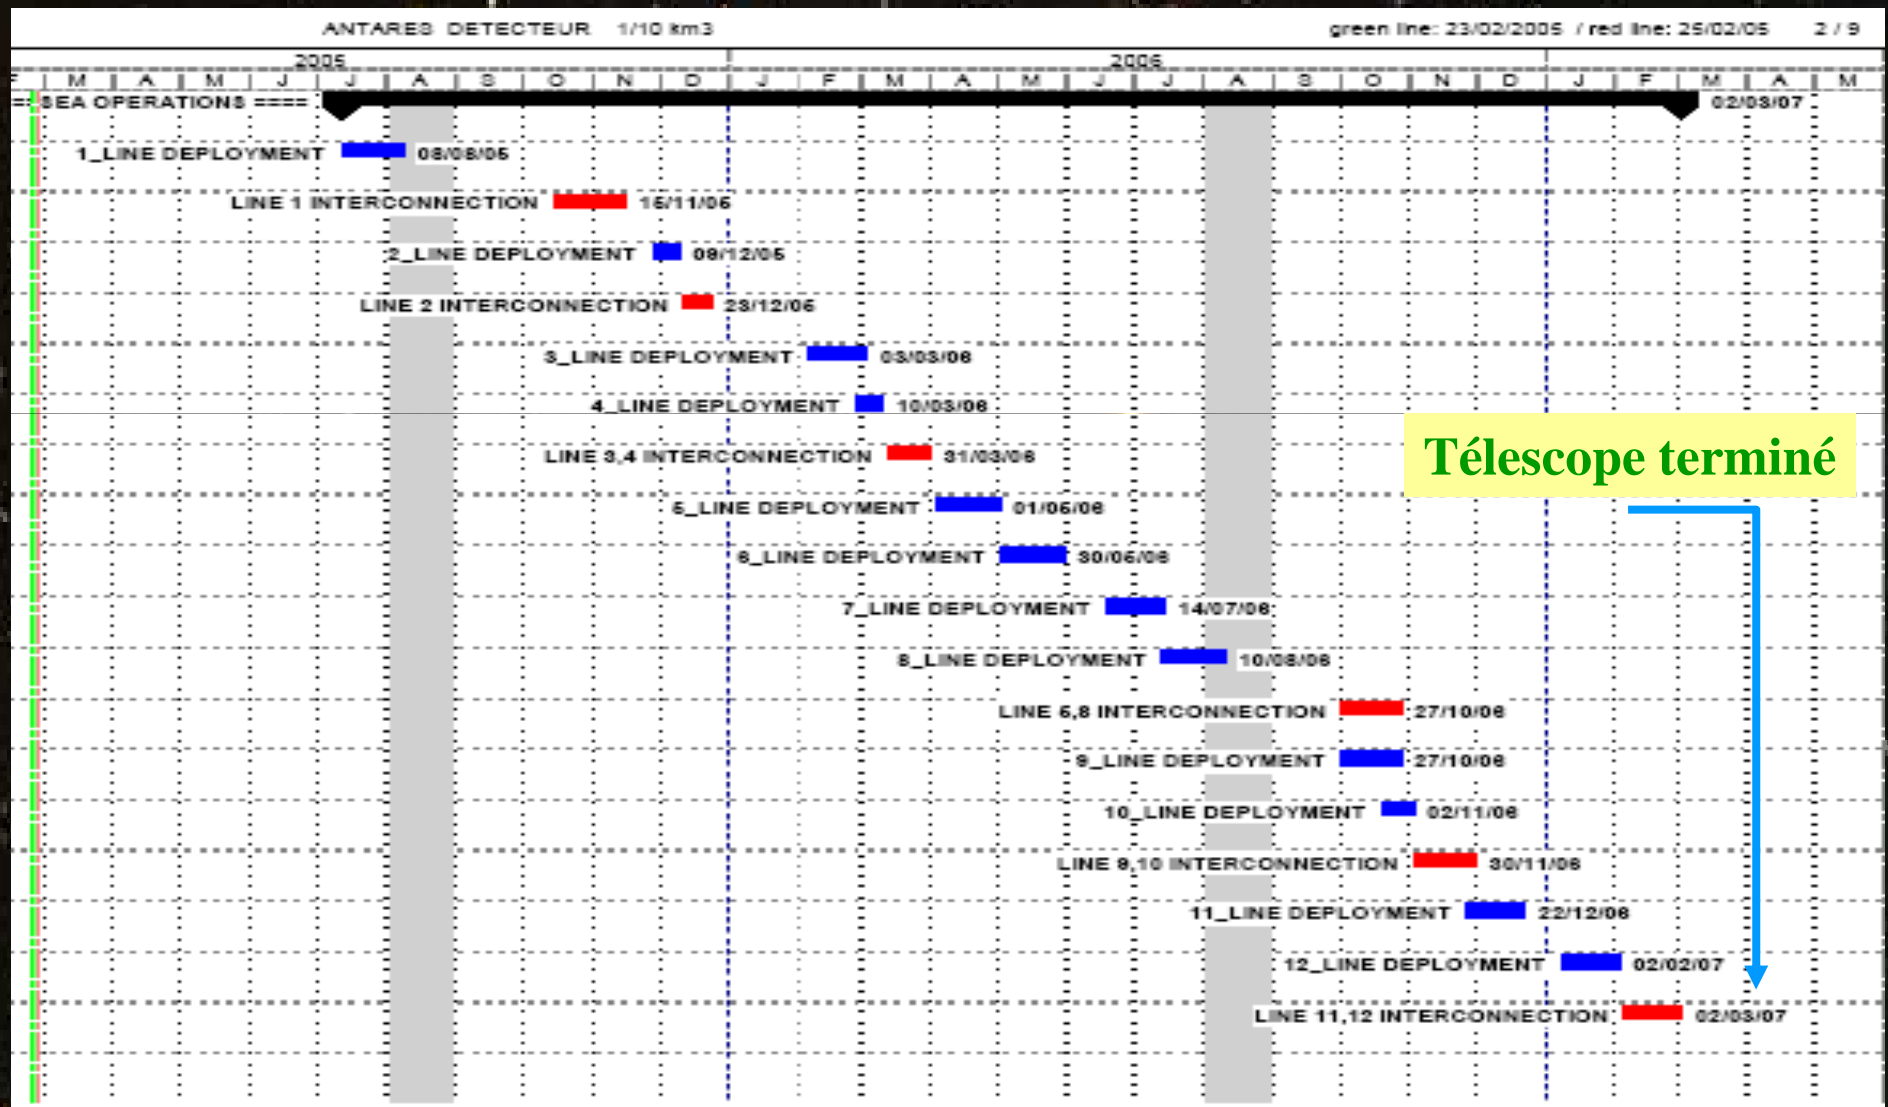 ANTARES DETECTEUR 1/10 km3 green line: 23/02/2005 / red line: 25/02/05 2 / 9
2005 2006
F M A M J J A S O N D J F M A M J J A S O N D J F M A M
== SEA OPERATIONS ==== 02/03/07
1_LINE DEPLOYMENT 08/08/05
LINE 1 INTERCONNECTION 15/11/05
2_LINE DEPLOYMENT 09/12/05
LINE 2 INTERCONNECTION 23/12/05
3_LINE DEPLOYMENT 03/03/06
4_LINE DEPLOYMENT 10/03/06
LINE 3,4 INTERCONNECTION 31/03/06
Télescope terminé
5_LINE DEPLOYMENT 01/05/06
6_LINE DEPLOYMENT 30/05/06
7_LINE DEPLOYMENT 14/07/06
8_LINE DEPLOYMENT 10/08/06
LINE 5,8 INTERCONNECTION 27/10/06
9_LINE DEPLOYMENT 27/10/06
10_LINE DEPLOYMENT 02/11/06
LINE 9,10 INTERCONNECTION 30/11/06
11_LINE DEPLOYMENT 22/12/06
12_LINE DEPLOYMENT 02/02/07
LINE 11,12 INTERCONNECTION 02/03/07